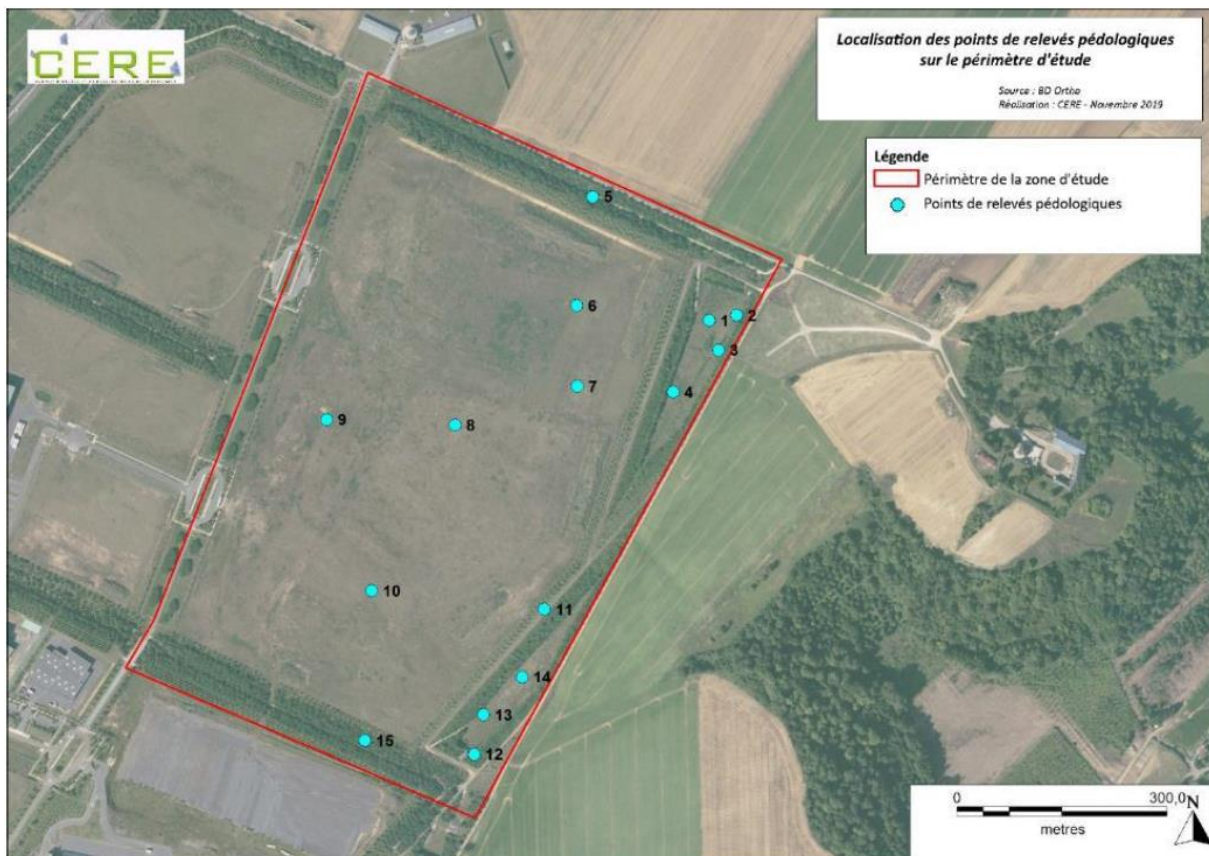 CERE
Localisation des points de relevés pédologiques
sur le périmètre d'étude
Source : BD Ortho
Réalisation : CERE - Novembre 2019
Légende
Périmètre de la zone d'étude
Points de relevés pédologiques
5
6
1
2
3
7
4
9
8
10
11
14
13
15
12
0
300,0
N
metres